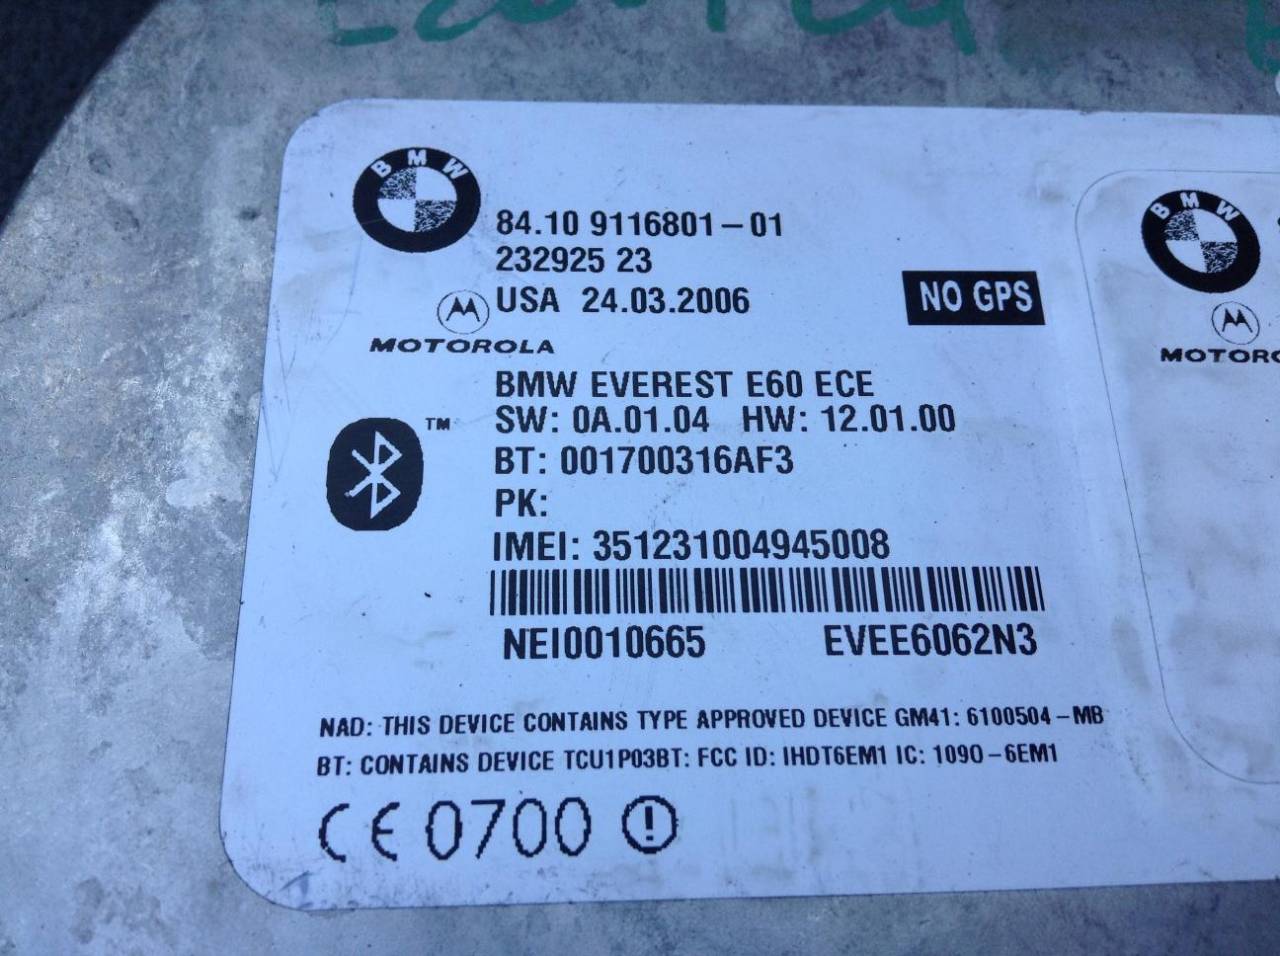 BMW
84.10 9116801-01
232925 23
USA 24.03.2006
NO GPS
MOTOROLA
BMW EVEREST E60 ECE
SW: 0A.01.04 HW: 12.01.00
TM
BT: 001700316AF3
PK:
IMEI: 351231004945008
NEI0010665 EVEE6062N3
NAD: THIS DEVICE CONTAINS TYPE APPROVED DEVICE GM41: 6100504-MB
BT: CONTAINS DEVICE TCU1P03BT: FCC ID: IHDT6EM1 IC: 1090-6EM1
CE 0700
BMW